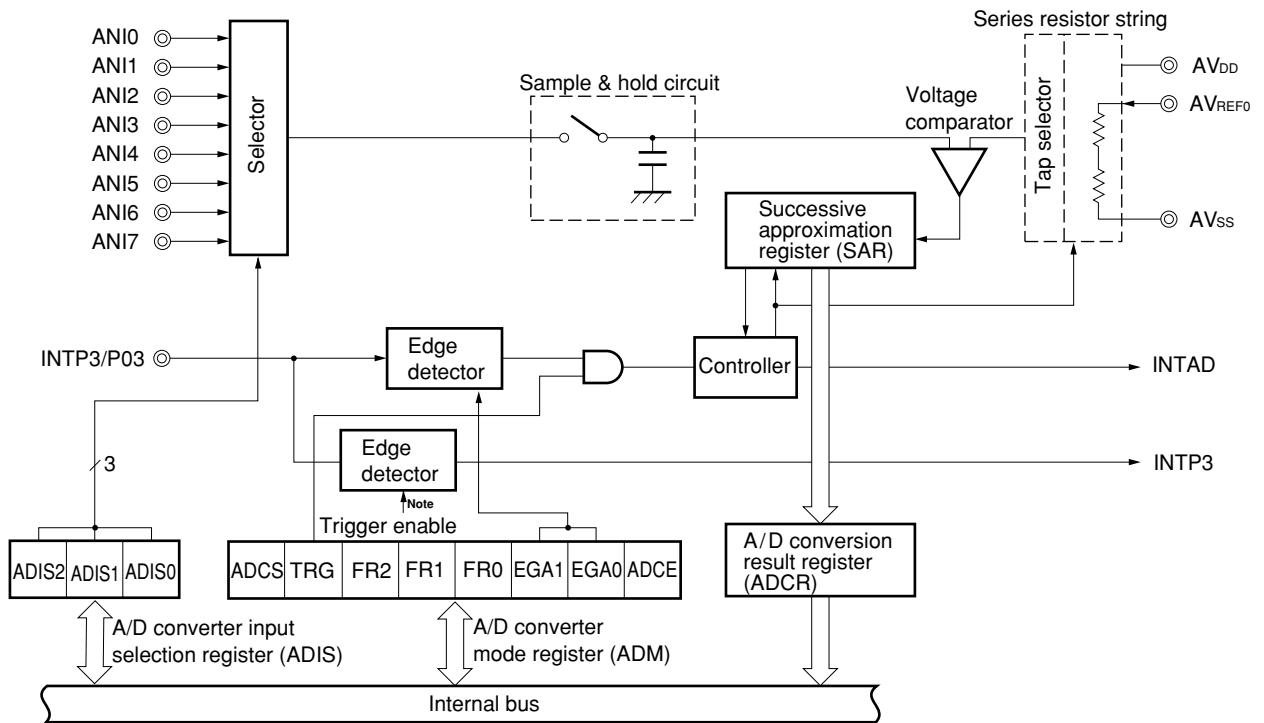 Series resistor string
ANI0
ANI1
ANI2
ANI3
ANI4
ANI5
ANI6
ANI7
Selector
Sample & hold circuit
Voltage
comparator
Tap selector
AVDD
AVREF0
AVSS
Successive
approximation
register (SAR)
INTP3/P03
Edge
detector
Controller
INTAD
3
Edge
detector
INTP3
Note
Trigger enable
ADIS2 ADIS1 ADIS0
ADCS TRG FR2 FR1 FR0 EGA1 EGA0 ADCE
A/D conversion
result register
(ADCR)
A/D converter input
selection register (ADIS)
A/D converter
mode register (ADM)
Internal bus